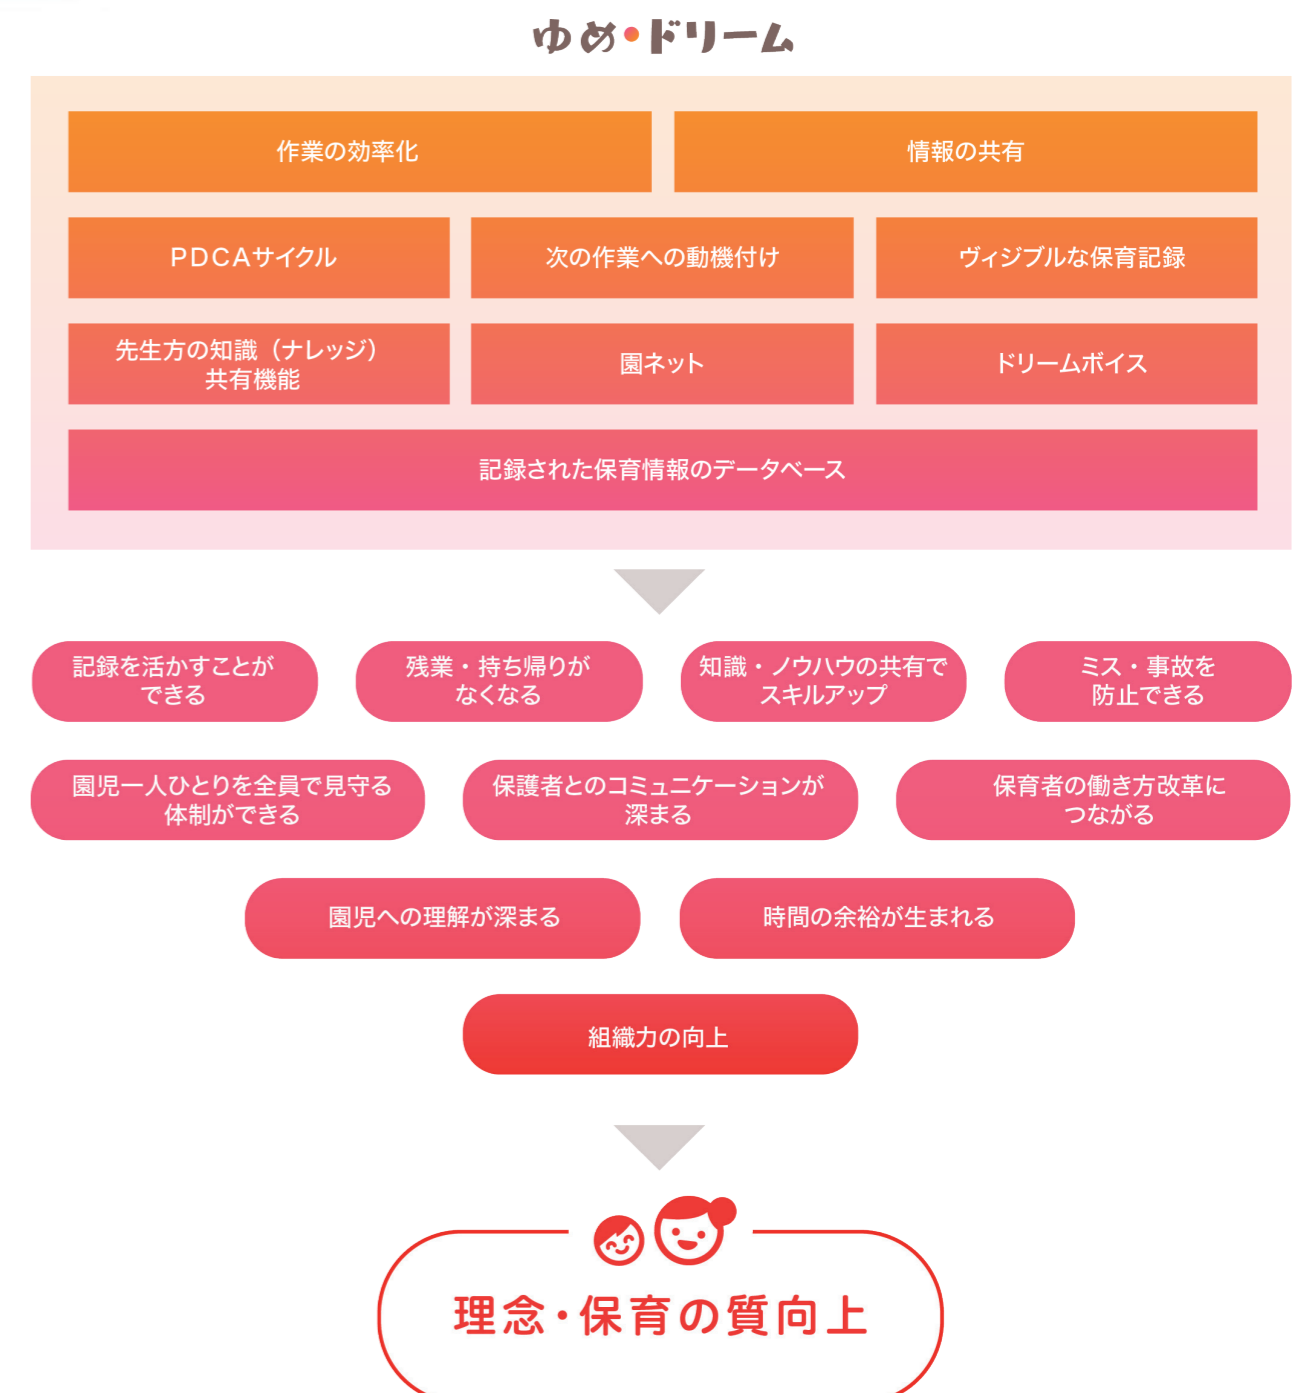 ゆめ・ドリーム
作業の効率化
情報の共有
PDCAサイクル
次の作業への動機付け
ヴィジブルな保育記録
先生方の知識（ナレッジ）
共有機能
園ネット
ドリームボイス
記録された保育情報のデータベース
記録を活かすことが
できる
残業・持ち帰りが
なくなる
知識・ノウハウの共有で
スキルアップ
ミス・事故を
防止できる
園児一人ひとりを全員で見守る
体制ができる
保護者とのコミュニケーションが
深まる
保育者の働き方改革に
つながる
園児への理解が深まる
時間の余裕が生まれる
組織力の向上
理念・保育の質向上